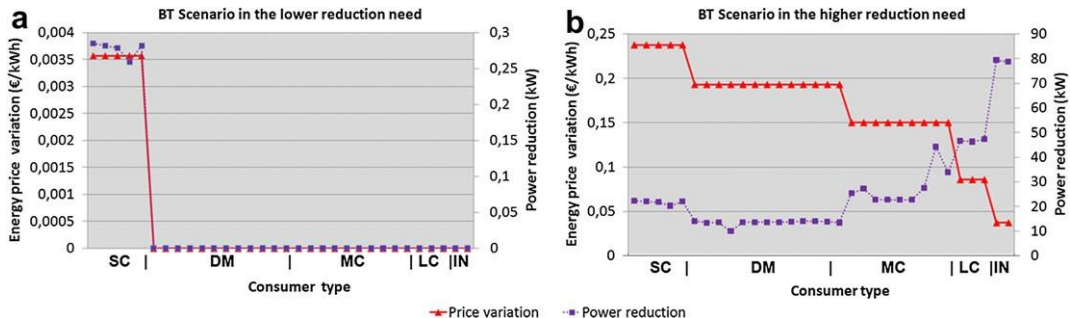 a
BT Scenario in the lower reduction need
Energy price variation (€/kWh)
0,004
0,0035
0,003
0,0025
0,002
0,0015
0,001
0,0005
0
0,3
0,25
0,2
0,15
0,1
0,05
0
Power reduction (kW)
SC | DM | MC | LC | IN
Consumer type
b
BT Scenario in the higher reduction need
Energy price variation (€/kWh)
0,25
0,2
0,15
0,1
0,05
0
90
80
70
60
50
40
30
20
10
0
Power reduction (kW)
SC | DM | MC | LC | IN
Consumer type
Price variation Power reduction